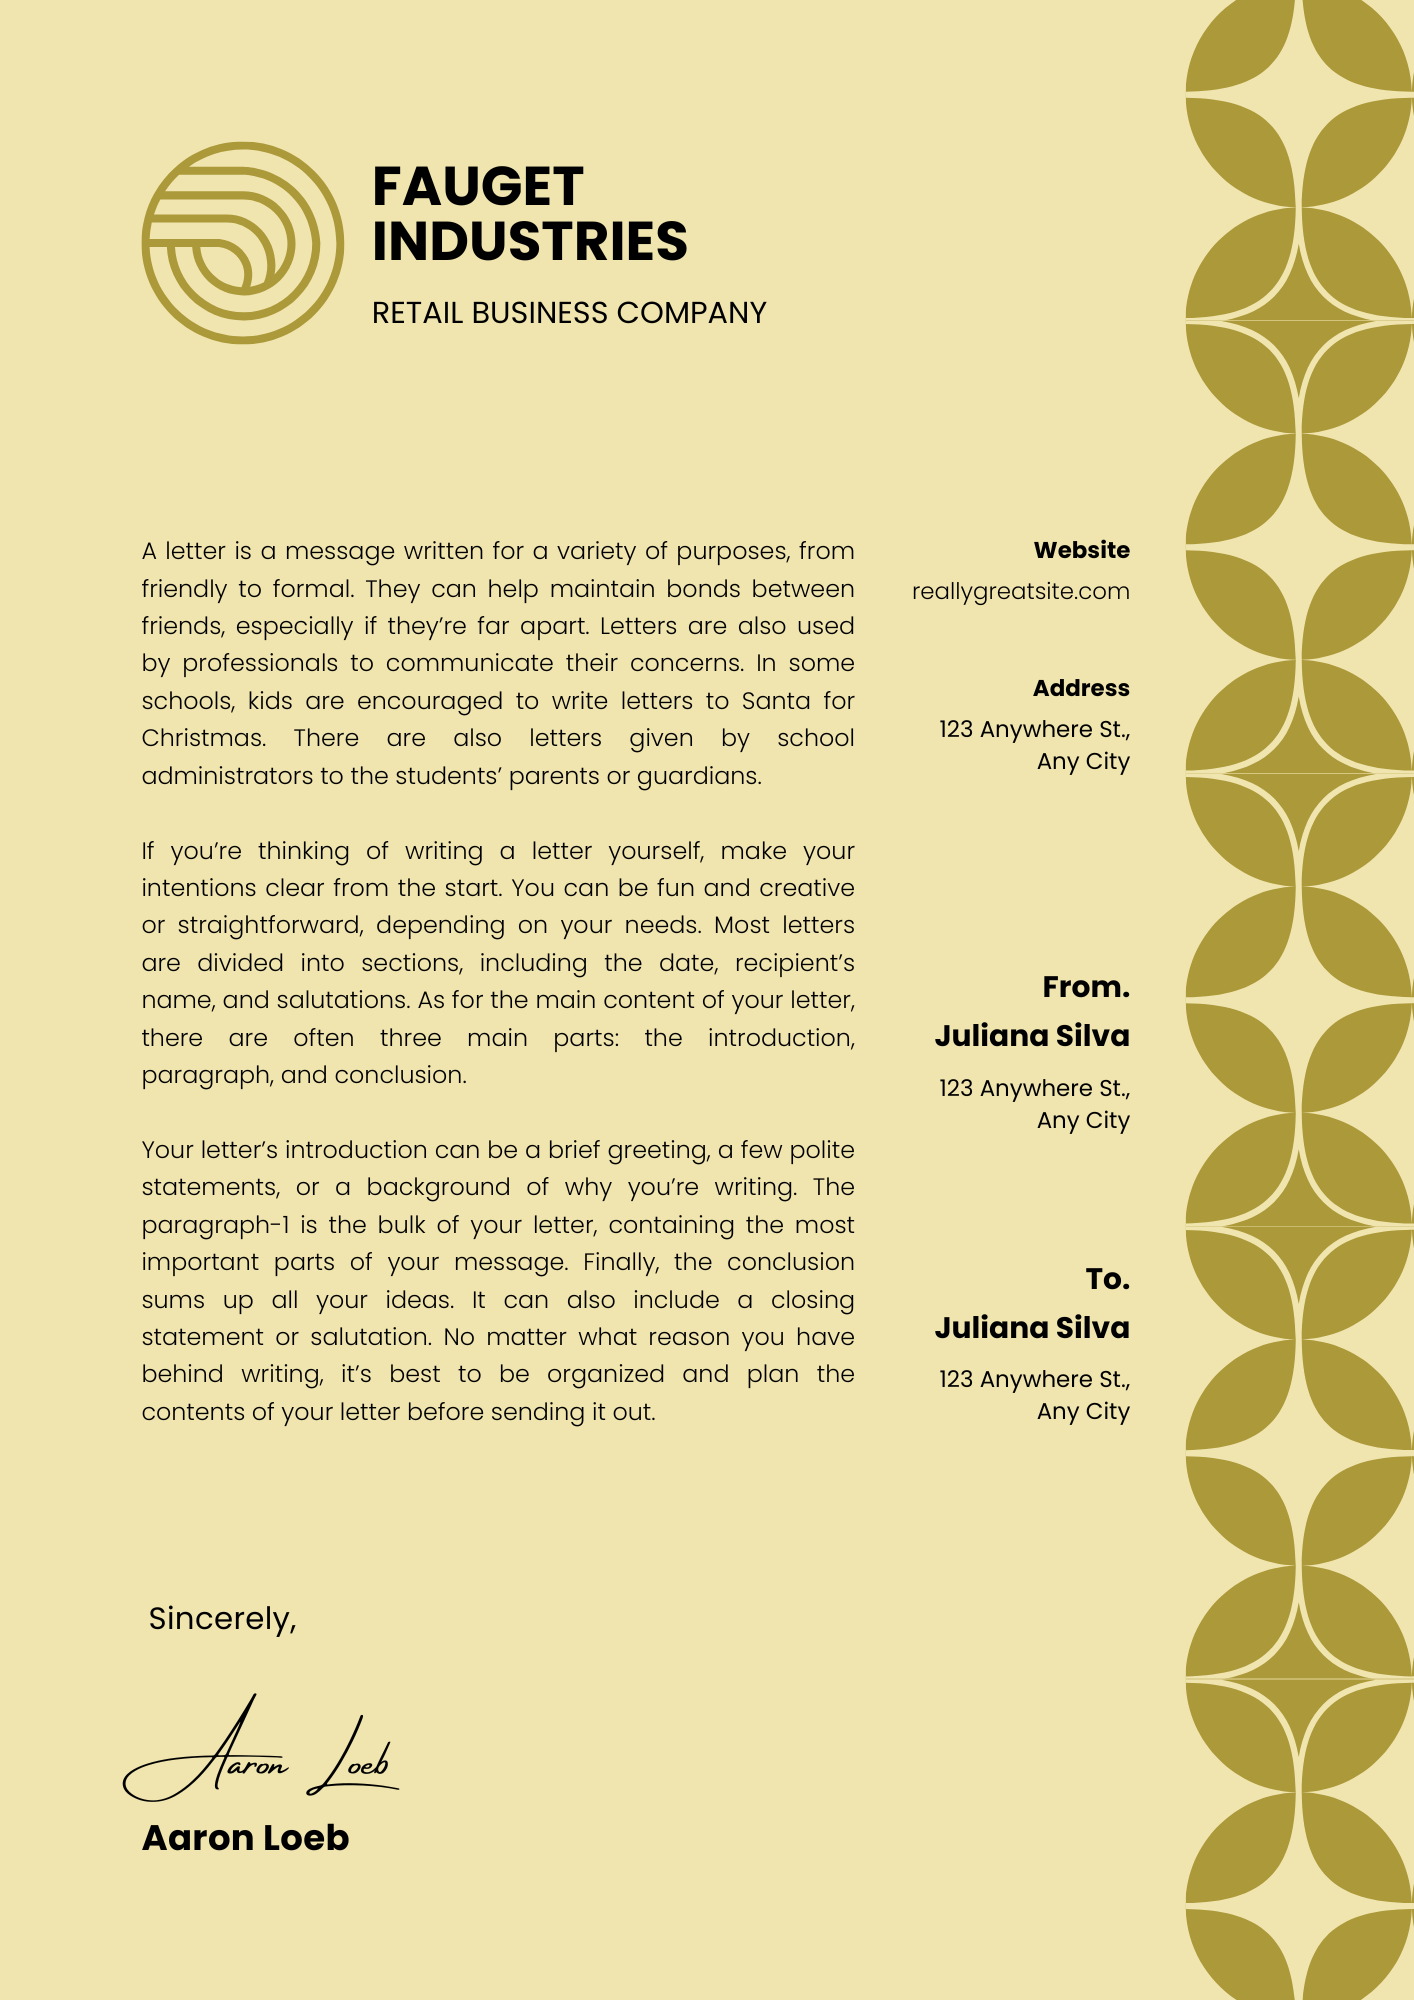 FAUGET
INDUSTRIES
RETAIL BUSINESS COMPANY
A letter is a message written for a variety of purposes, from
friendly to formal. They can help maintain bonds between
friends, especially if they’re far apart. Letters are also used
by professionals to communicate their concerns. In some
schools, kids are encouraged to write letters to Santa for
Christmas. There are also letters given by school
administrators to the students’ parents or guardians.
If you’re thinking of writing a letter yourself, make your
intentions clear from the start. You can be fun and creative
or straightforward, depending on your needs. Most letters
are divided into sections, including the date, recipient’s
name, and salutations. As for the main content of your letter,
there are often three main parts: the introduction,
paragraph, and conclusion.
Your letter’s introduction can be a brief greeting, a few polite
statements, or a background of why you’re writing. The
paragraph-1 is the bulk of your letter, containing the most
important parts of your message. Finally, the conclusion
sums up all your ideas. It can also include a closing
statement or salutation. No matter what reason you have
behind writing, it’s best to be organized and plan the
contents of your letter before sending it out.
Website
reallygreatsite.com
Address
123 Anywhere St.,
Any City
From.
Juliana Silva
123 Anywhere St.,
Any City
To.
Juliana Silva
123 Anywhere St.,
Any City
Sincerely,
Aaron Loeb
Aaron Loeb